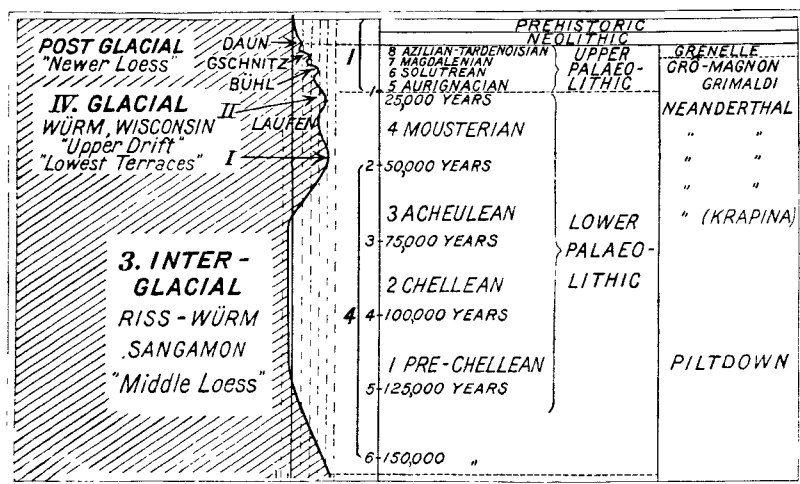 PREHISTORIC
NEOLITHIC
POST GLACIAL
"Newer Loess"
DAUN
GSCHNITZ
BÜHL
IV. GLACIAL
WÜRM, WISCONSIN
"Upper Drift"
"Lowest Terraces"
II
LAUFEN
I
3. INTER-
GLACIAL
RISS-WÜRM
SANGAMON
"Middle Loess"
1
4
8 AZILIAN-TARDENOISIAN
7 MAGDALENIAN
6 SOLUTREAN
5 AURIGNACIAN
1 25,000 YEARS
4 MOUSTERIAN
2-50,000 YEARS
3 ACHEULEAN
3-75,000 YEARS
2 CHELLEAN
4-100,000 YEARS
1 PRE-CHELLEAN
5-125,000 YEARS
6-150,000 "
UPPER
PALAEO-
LITHIC
LOWER
PALAEO-
LITHIC
GRENELLE
CRÔ-MAGNON
GRIMALDI
NEANDERTHAL
" "
" "
" "
" (KRAPINA)
PILTDOWN